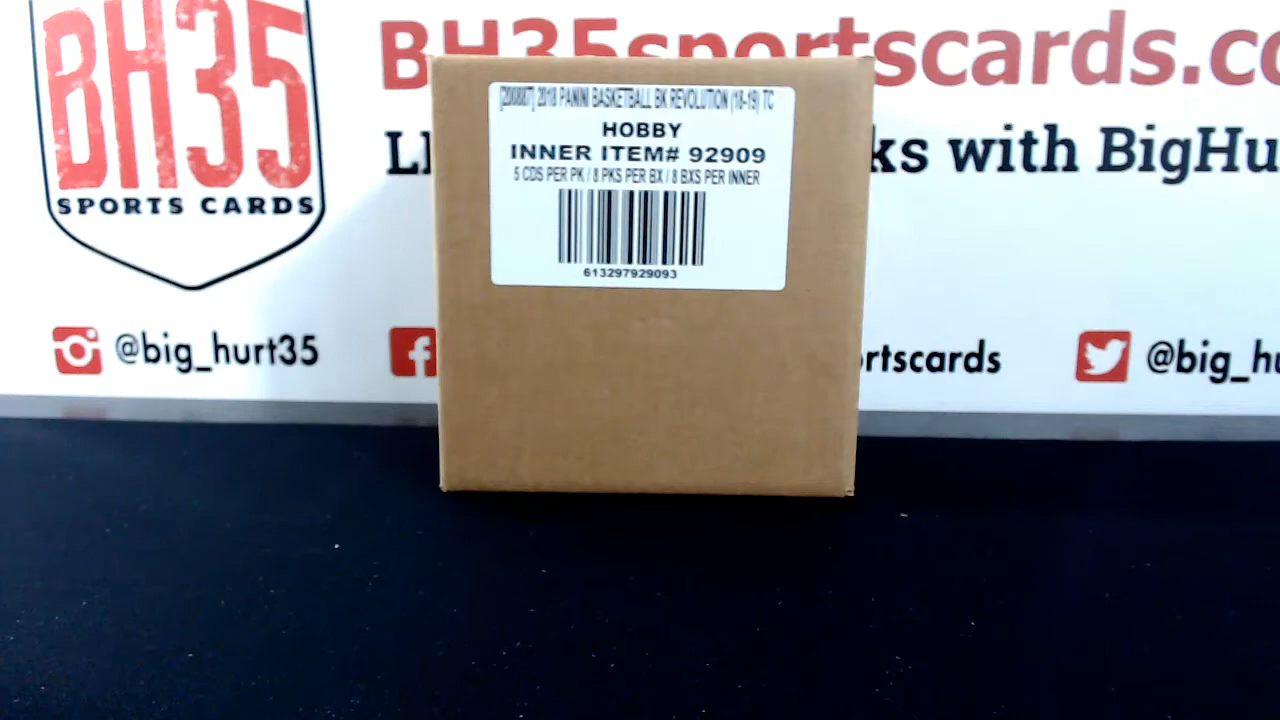 BH35
SPORTS CARDS
BH35sportscards.co
ks with BigHu
[200887] 2018 PANINI BASKETBALL BK REVOLUTION (18-19) TC
HOBBY
INNER ITEM# 92909
5 CDS PER PK / 8 PKS PER BX / 8 BXS PER INNER
613297929093
@big_hurt35
rtscards
@big_hu